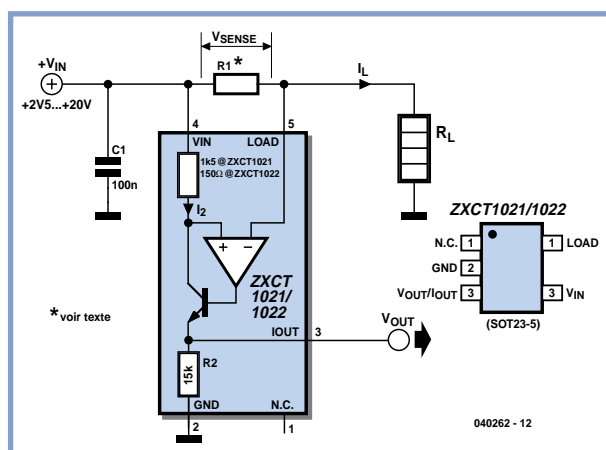 VSENSE
R1*
IL
+VIN
+2V5...+20V
4
5
VIN
LOAD
RL
C1
100n
1k5 @ZXCT1021
150Ω @ZXCT1022
I2
+
−
ZXCT
1021/
1022
ZXCT1021/1022
N.C.
1
1
LOAD
GND
2
VOUT/IOUT
3
3
VIN
(SOT23-5)
*voir texte
IOUT
3
VOUT
R2
15k
GND
N.C.
2
1
040262 - 12